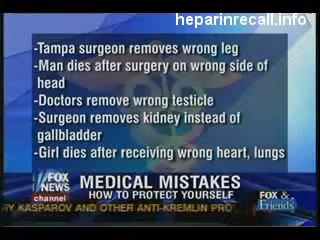 heparinrecall.info
-Tampa surgeon removes wrong leg
-Man dies after surgery on wrong side of
head
-Doctors remove wrong testicle
-Surgeon removes kidney instead of
gallbladder
-Girl dies after receiving wrong heart, lungs
FOX
NEWS
channel
MEDICAL MISTAKES
HOW TO PROTECT YOURSELF
FOX &
Friends
RY KASPAROV AND OTHER ANTI-KREMLIN PRO